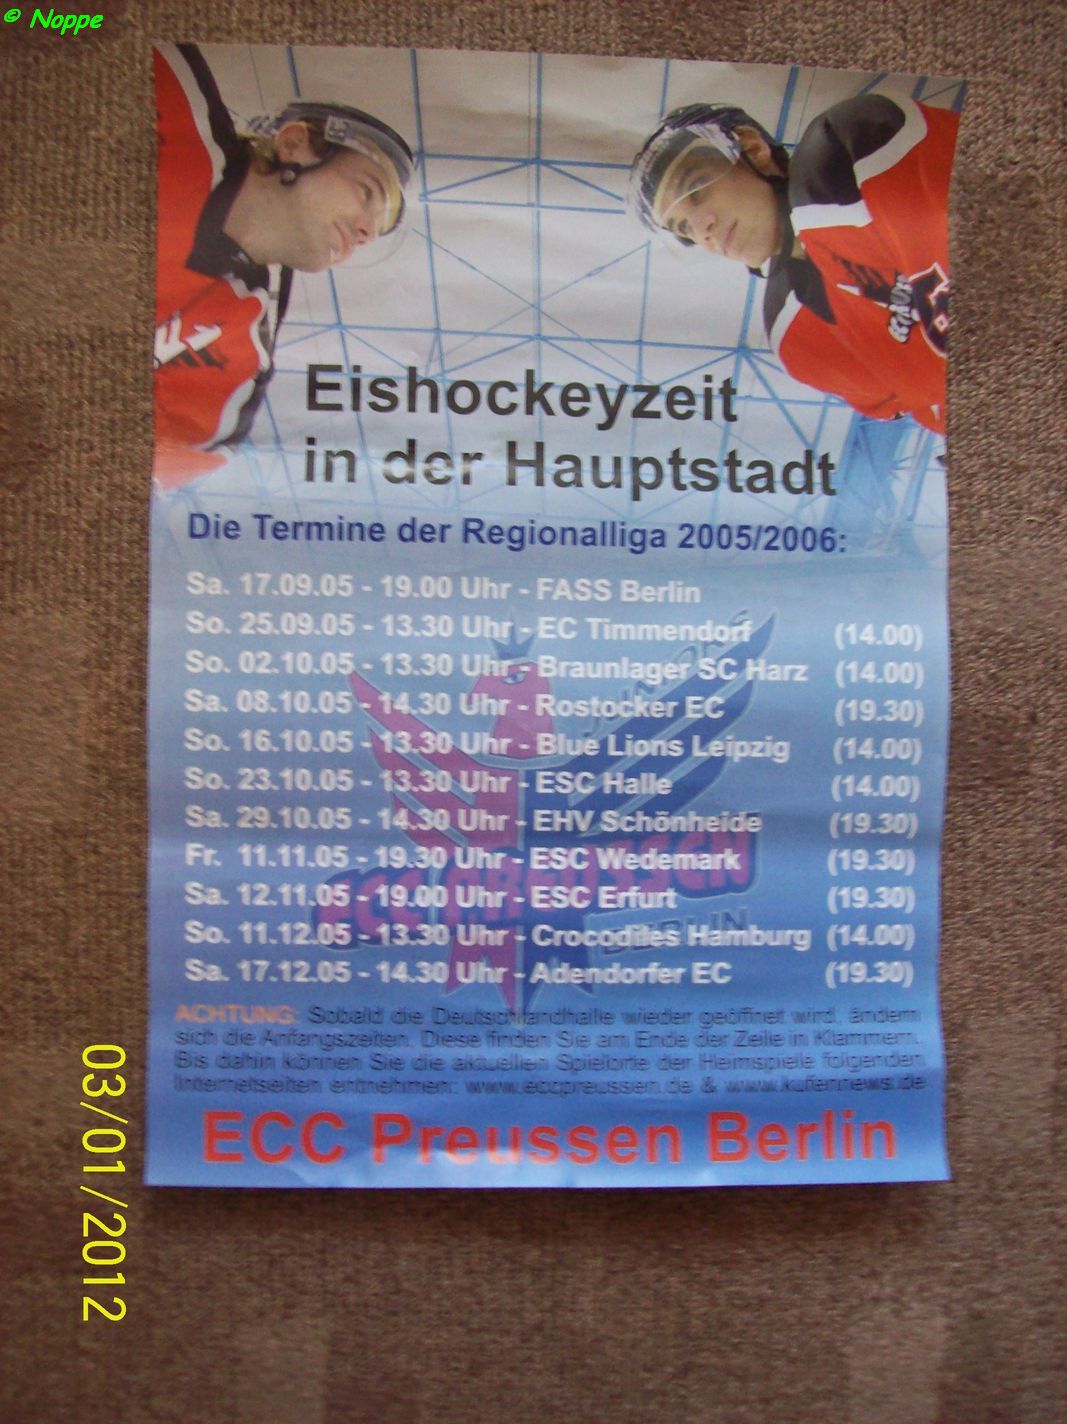 © Noppe
Eishockeyzeit
in der Hauptstadt
Die Termine der Regionalliga 2005/2006:
Sa. 17.09.05 - 19.00 Uhr - FASS Berlin
So. 25.09.05 - 13.30 Uhr - EC Timmendorf (14.00)
So. 02.10.05 - 13.30 Uhr - Braunlager SC Harz (14.00)
Sa. 08.10.05 - 14.30 Uhr - Rostocker EC (19.30)
So. 16.10.05 - 13.30 Uhr - Blue Lions Leipzig (14.00)
So. 23.10.05 - 13.30 Uhr - ESC Halle (14.00)
Sa. 29.10.05 - 14.30 Uhr - EHV Schönheide (19.30)
Fr. 11.11.05 - 19.30 Uhr - ESC Wedemark (19.30)
Sa. 12.11.05 - 19.00 Uhr - ESC Erfurt (19.30)
So. 11.12.05 - 13.30 Uhr - Crocodiles Hamburg (14.00)
Sa. 17.12.05 - 14.30 Uhr - Adendorfer EC (19.30)
JUNIORS
ECC PREUSSEN
BERLIN
ACHTUNG: Sobald die Deutschlandhalle wieder geöffnet wird, ändern
sich die Anfangszeiten. Diese finden Sie am Ende der Zeile in Klammern.
Bis dahin können Sie die aktuellen Spielorte der Heimspiele folgenden
Internetseiten entnehmen: www.eccpreussen.de & www.kufennews.de
ECC Preussen Berlin
03/01/2012